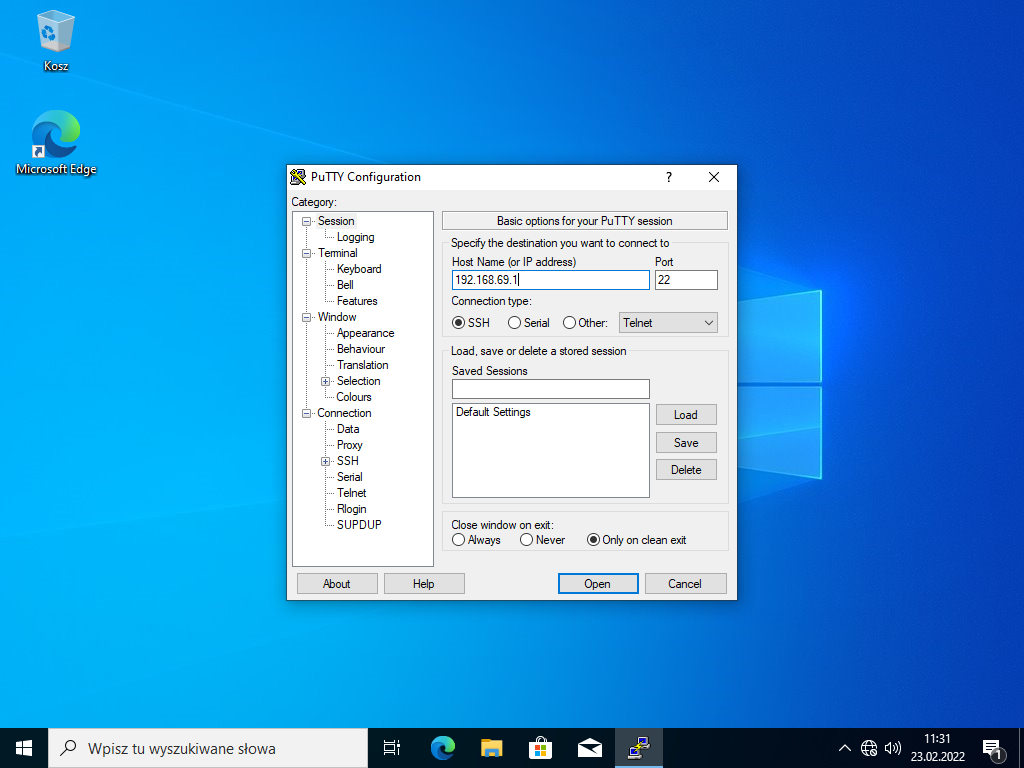 Kosz
Microsoft Edge
PuTTY Configuration
?
Category:
Session
Logging
Terminal
Keyboard
Bell
Features
Window
Appearance
Behaviour
Translation
Selection
Colours
Connection
Data
Proxy
SSH
Serial
Telnet
Rlogin
SUPDUP
Basic options for your PuTTY session
Specify the destination you want to connect to
Host Name (or IP address) Port
192.168.69.1 22
Connection type:
SSH Serial Other: Telnet
Load, save or delete a stored session
Saved Sessions
Default Settings
Load
Save
Delete
Close window on exit:
Always Never Only on clean exit
About Help Open Cancel
Wpisz tu wyszukiwane słowa
11:31
23.02.2022
1